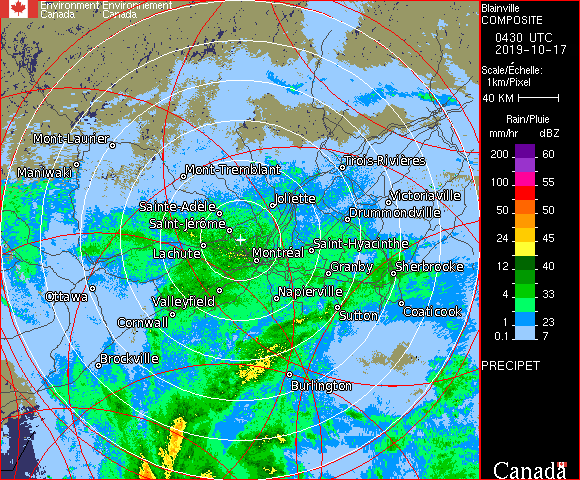 Environment Environnement
Canada Canada
Blainville
COMPOSITE
0430 UTC
2019-10-17
Scale/Échelle:
1km/Pixel
40 KM
Rain/Pluie
mm/hr dBZ
200 60
100 55
50 50
24 45
12 40
4 33
1 23
0.1 7
PRECIPET
Mont-Laurier
Maniwaki
Mont-Tremblant
Trois-Rivières
Sainte-Adèle
Joliette
Victoriaville
Saint-Jérôme
Drummondville
Lachute
Montréal
Saint-Hyacinthe
Granby
Sherbrooke
Ottawa
Valleyfield
Napierville
Cornwall
Sutton
Coaticook
Brockville
Burlington
Canada